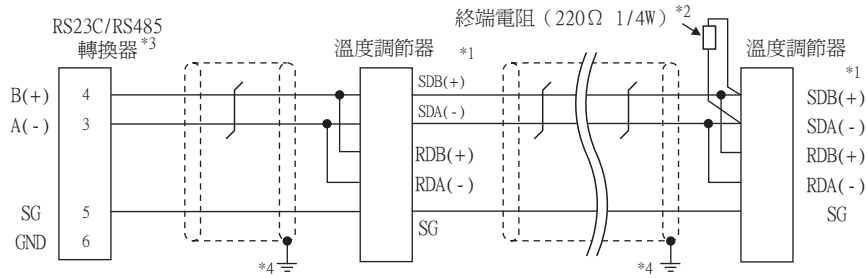 終端電阻（220Ω 1/4W）*2
RS23C/RS485
轉換器*3
溫度調節器 *1
溫度調節器
*1
B(+) 4
SDB(+)
SDB(+)
A(-) 3
SDA(-)
SDA(-)
RDB(+)
RDB(+)
RDA(-)
RDA(-)
SG 5
SG
SG
GND 6
*4
*4